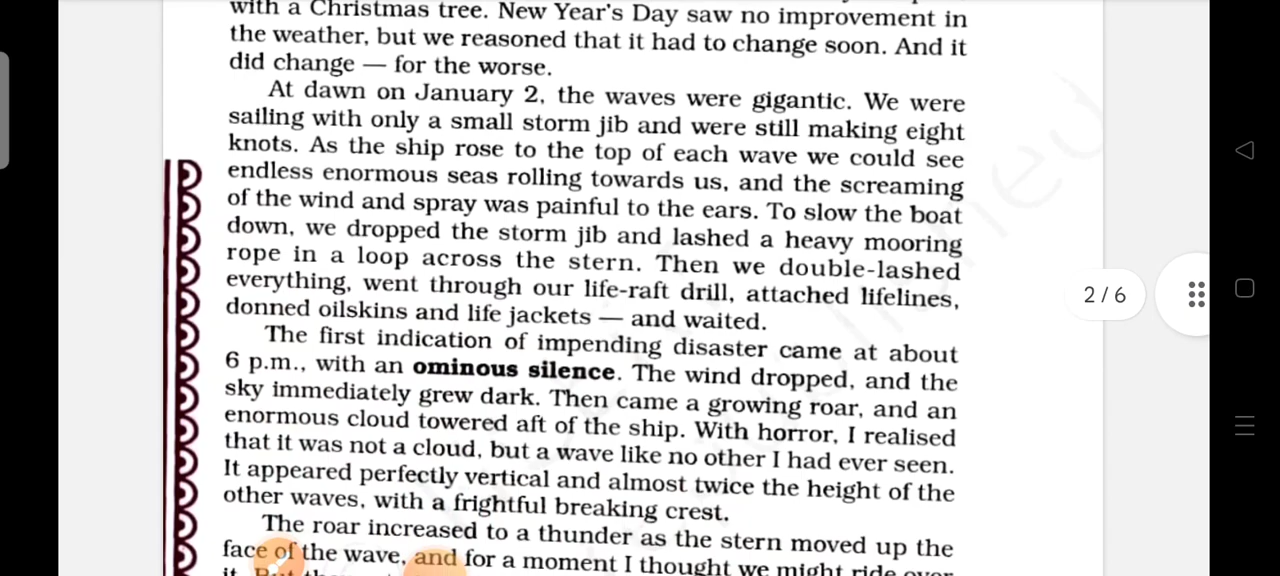 with a Christmas tree. New Year's Day saw no improvement in
the weather, but we reasoned that it had to change soon. And it
did change — for the worse.
At dawn on January 2, the waves were gigantic. We were
sailing with only a small storm jib and were still making eight
knots. As the ship rose to the top of each wave we could see
endless enormous seas rolling towards us, and the screaming
of the wind and spray was painful to the ears. To slow the boat
down, we dropped the storm jib and lashed a heavy mooring
rope in a loop across the stern. Then we double-lashed
everything, went through our life-raft drill, attached lifelines,
donned oilskins and life jackets — and waited.
The first indication of impending disaster came at about
6 p.m., with an ominous silence. The wind dropped, and the
sky immediately grew dark. Then came a growing roar, and an
enormous cloud towered aft of the ship. With horror, I realised
that it was not a cloud, but a wave like no other I had ever seen.
It appeared perfectly vertical and almost twice the height of the
other waves, with a frightful breaking crest.
The roar increased to a thunder as the stern moved up the
face of the wave, and for a moment I thought we might ride over
2/6